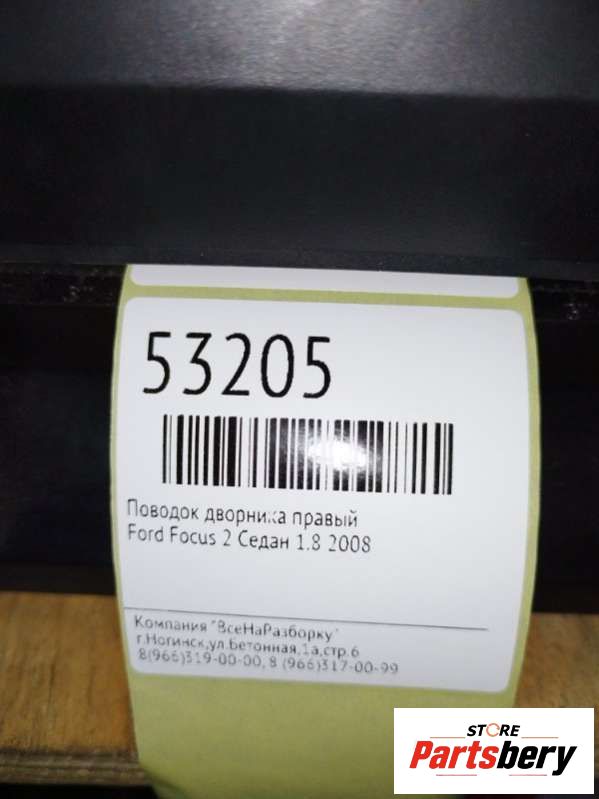 53205
Поводок дворника правый
Ford Focus 2 Седан 1.8 2008
Компания "ВсеНаРазборку"
г.Ногинск,ул.Бетонная,1а,стр.6
8(966)319-00-00, 8 (966)317-00-99
STORE
Partsbery